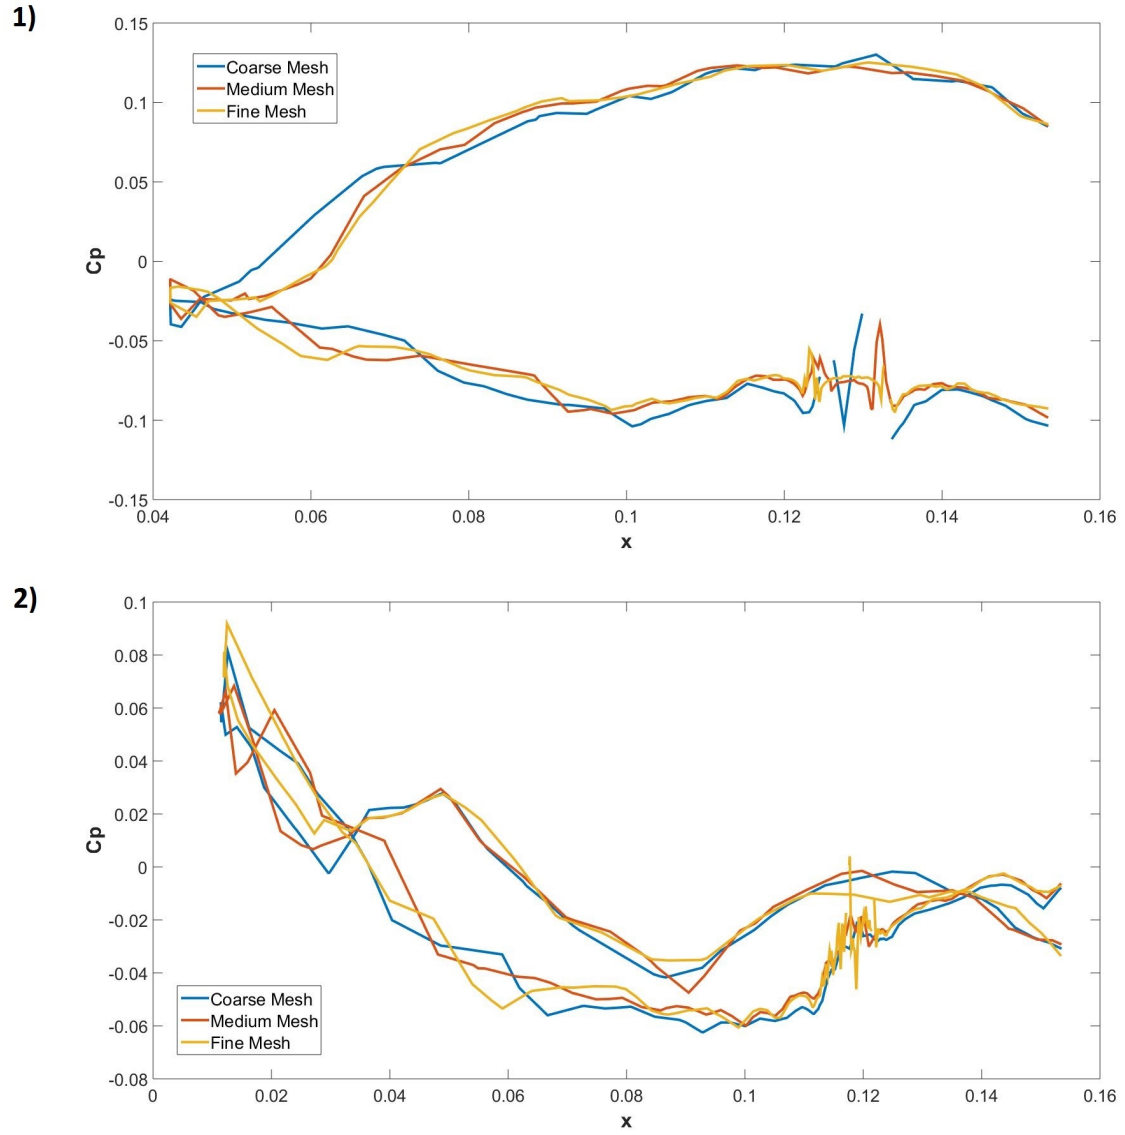 1)
0.15
0.1
0.05
0
-0.05
-0.1
-0.15
Cp
Coarse Mesh
Medium Mesh
Fine Mesh
0.04 0.06 0.08 0.1 0.12 0.14 0.16
x
2)
0.1
0.08
0.06
0.04
0.02
0
-0.02
-0.04
-0.06
-0.08
Cp
Coarse Mesh
Medium Mesh
Fine Mesh
0 0.02 0.04 0.06 0.08 0.1 0.12 0.14 0.16
x